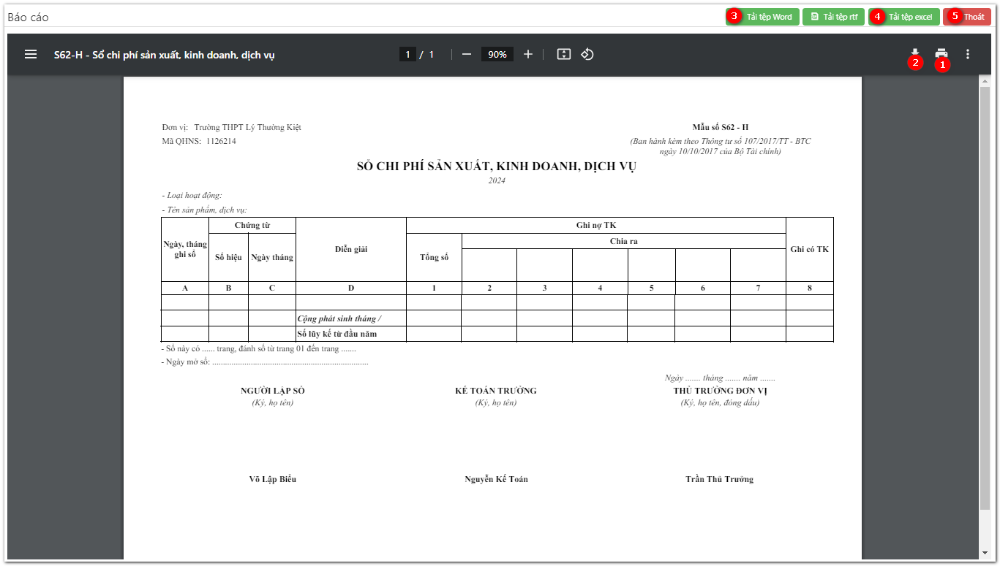 Báo cáo
3 Tải tệp Word Tải tệp rtf 4 Tải tệp excel 5 Thoát
S62-H - Sổ chi phí sản xuất, kinh doanh, dịch vụ 1 / 1 90%
2 1
Đơn vị: Trường THPT Lý Thường Kiệt
Mẫu số S62 - H
Mã QHNS: 1126214
(Ban hành kèm theo Thông tư số 107/2017/TT - BTC
ngày 10/10/2017 của Bộ Tài chính)
SỔ CHI PHÍ SẢN XUẤT, KINH DOANH, DỊCH VỤ
2024
- Loại hoạt động:
- Tên sản phẩm, dịch vụ:
Ngày, tháng
ghi sổ
Chứng từ
Số hiệu Ngày tháng
Diễn giải
Ghi nợ TK
Tổng số
Chia ra
Ghi có TK
A B C D 1 2 3 4 5 6 7 8
Cộng phát sinh tháng /
Số lũy kế từ đầu năm
- Sổ này có ...... trang, đánh số từ trang 01 đến trang .......
- Ngày mở sổ: .........................................................................
Ngày ....... tháng ....... năm .......
NGƯỜI LẬP SỔ KẾ TOÁN TRƯỞNG THỦ TRƯỞNG ĐƠN VỊ
(Ký, họ tên) (Ký, họ tên) (Ký, họ tên, đóng dấu)
Võ Lập Biểu Nguyễn Kế Toán Trần Thủ Trưởng